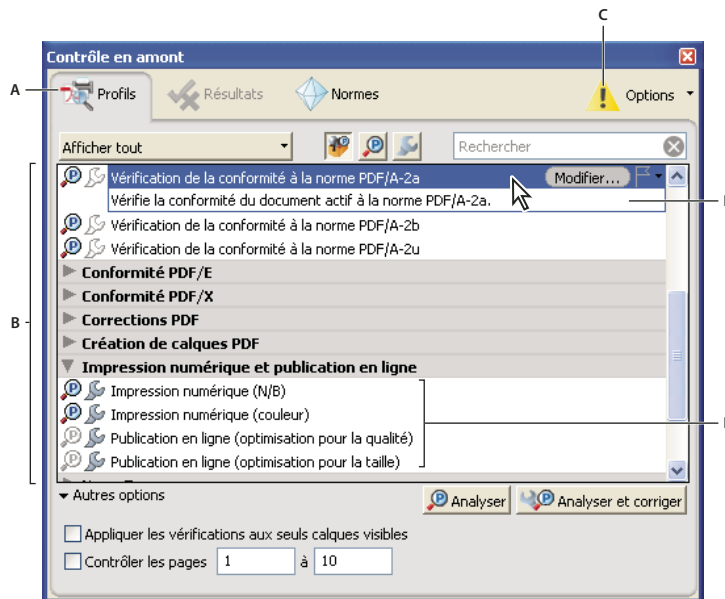 C
Contrôle en amont
A
Profils
Résultats
Normes
Options
Afficher tout
Rechercher
Vérification de la conformité à la norme PDF/A-2a
Modifier...
Vérifie la conformité du document actif à la norme PDF/A-2a.
Vérification de la conformité à la norme PDF/A-2b
Vérification de la conformité à la norme PDF/A-2u
Conformité PDF/E
Conformité PDF/X
B
Corrections PDF
Création de calques PDF
Impression numérique et publication en ligne
Impression numérique (N/B)
Impression numérique (couleur)
Publication en ligne (optimisation pour la qualité)
Publication en ligne (optimisation pour la taille)
Autres options
Analyser
Analyser et corriger
Appliquer les vérifications aux seuls calques visibles
Contrôler les pages 1 à 10